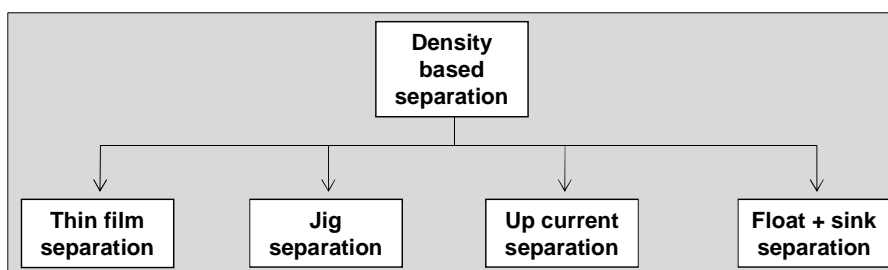 Density
based
separation
Thin film
separation
Jig
separation
Up current
separation
Float + sink
separation